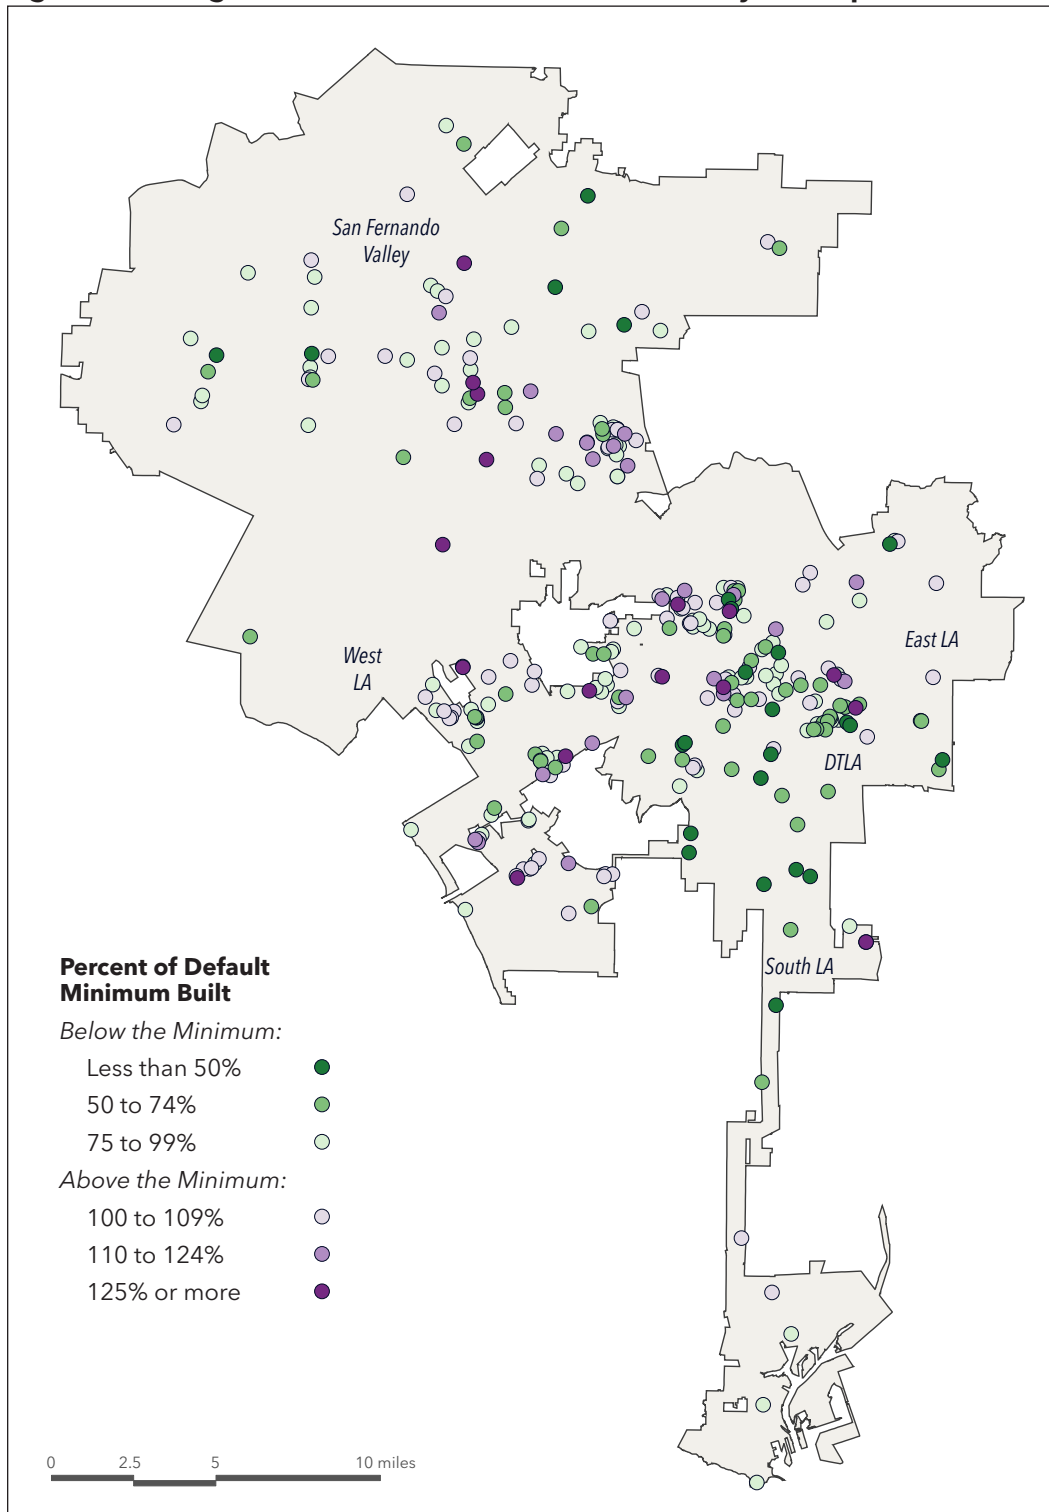 San Fernando
Valley
East LA
West
LA
DTLA
South LA
Percent of Default
Minimum Built
Below the Minimum:
Less than 50%
50 to 74%
75 to 99%
Above the Minimum:
100 to 109%
110 to 124%
125% or more
0 2.5 5 10 miles